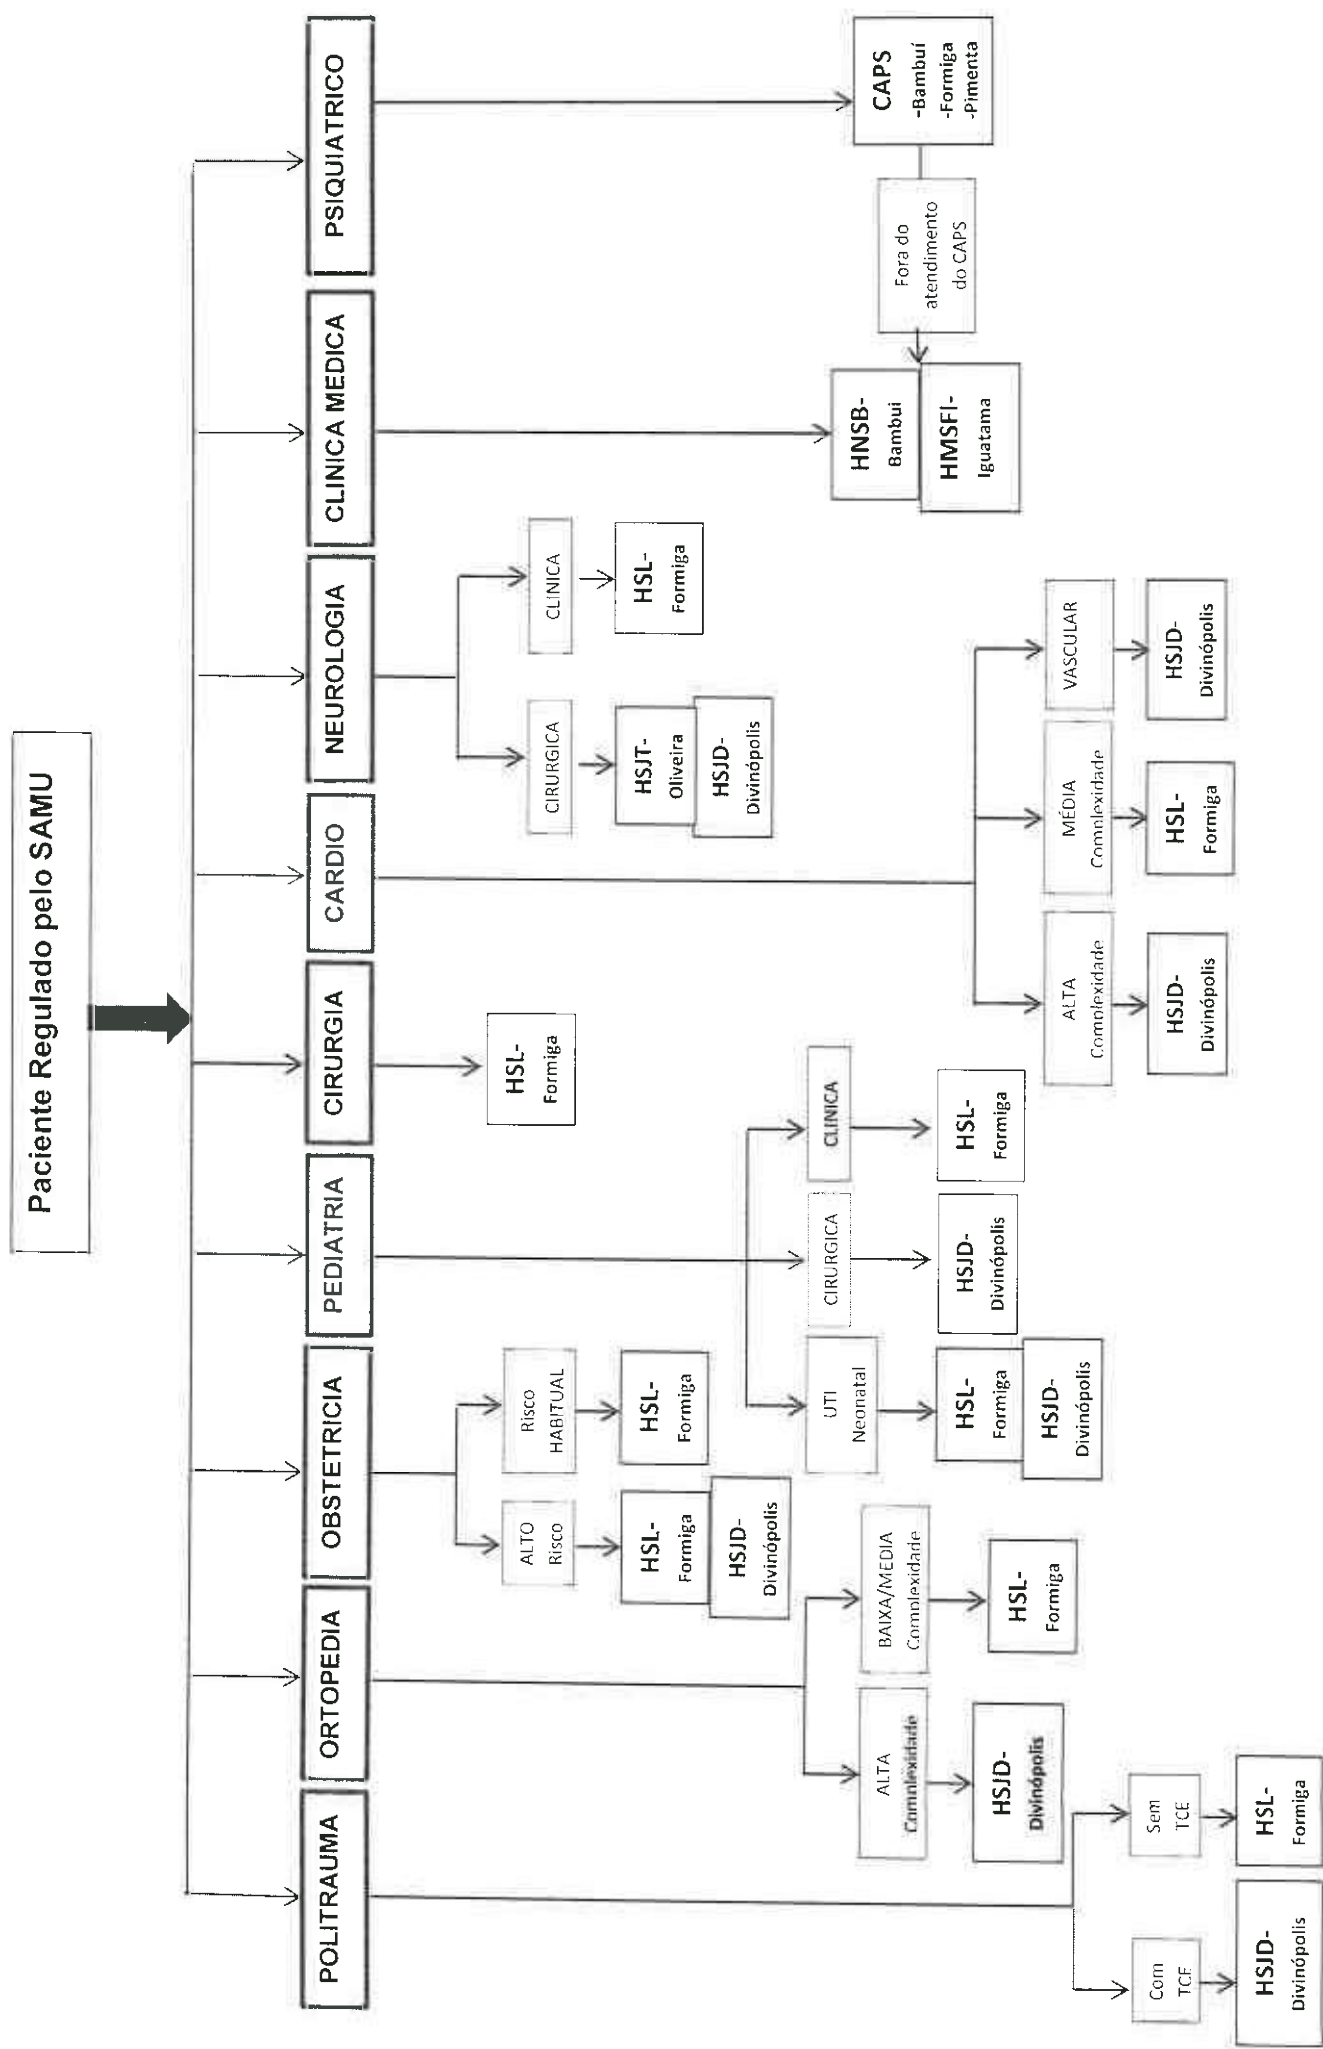 Paciente Regulado pelo SAMU
POLITRAUMA
ORTOPEDIA
OBSTETRICIA
PEDIATRIA
CIRURGIA
CARDIO
NEUROLOGIA
CLINICA MEDICA
PSIQUIATRICO
Com
TCE
HSJD-
Divinópolis
Sem
TCE
HSL-
Formiga
ALTA
Complexidade
HSJD-
Divinópolis
BAIXA/MEDIA
Complexidade
HSL-
Formiga
ALTO
Risco
HSL-
Formiga
HSJD-
Divinópolis
Risco
HABITUAL
HSL-
Formiga
UTI
Neonatal
HSL-
Formiga
HSJD-
Divinópolis
CIRURGICA
HSJD-
Divinópolis
CLINICA
HSL-
Formiga
HSL-
Formiga
ALTA
Complexidade
HSJD-
Divinópolis
MÉDIA
Complexidade
HSL-
Formiga
VASCULAR
HSJD-
Divinópolis
CIRURGICA
HSJT-
Oliveira
HSJD-
Divinópolis
CLINICA
HSL-
Formiga
HNSB-
Bambuí
HMSFI-
Iguatama
Fora do
atendimento
do CAPS
CAPS
-Bambuí
-Formiga
-Pimenta